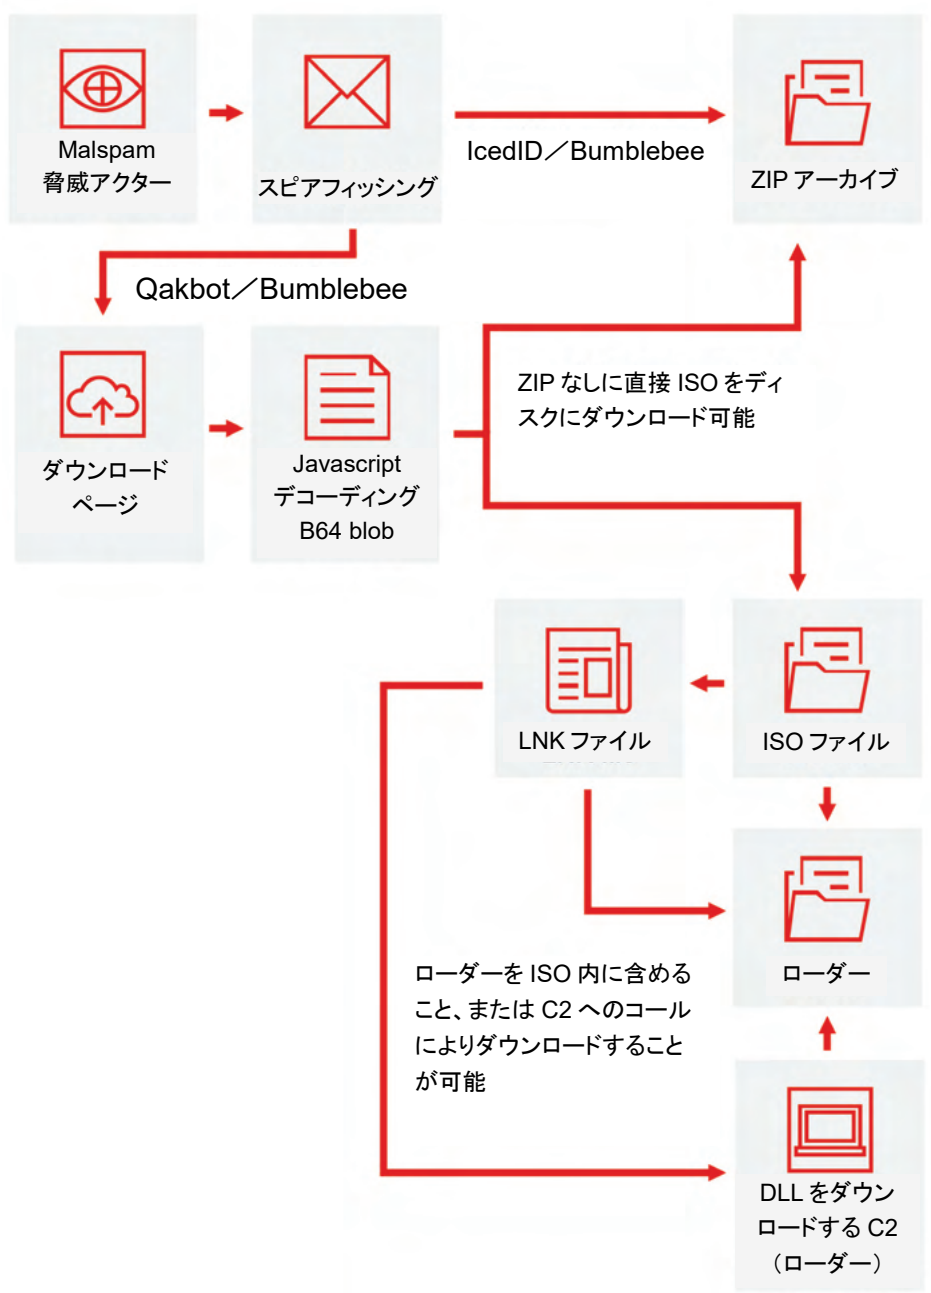 Malspam
脅威アクター
スピアフィッシング
IcedID／Bumblebee
ZIP アーカイブ
Qakbot／Bumblebee
ダウンロード
ページ
Javascript
デコーディング
B64 blob
ZIP なしに直接 ISO をディ
スクにダウンロード可能
LNK ファイル
ISO ファイル
ローダーを ISO 内に含める
こと、または C2 へのコール
によりダウンロードすること
が可能
ローダー
DLL をダウン
ロードする C2
（ローダー）